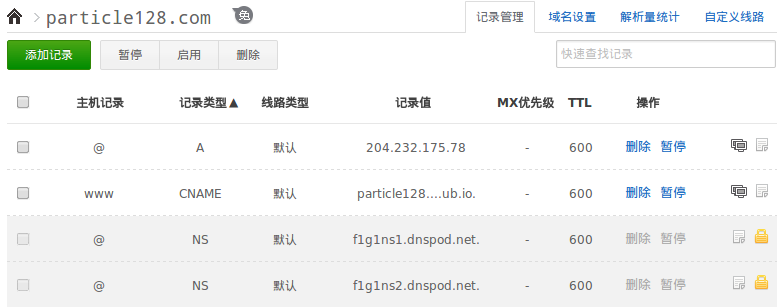 particle128.com 免 记录管理 域名设置 解析量统计 自定义线路
添加记录 暂停 启用 删除 快速查找记录
主机记录 记录类型▲ 线路类型 记录值 MX优先级 TTL 操作
@ A 默认 204.232.175.78 - 600 删除 暂停
www CNAME 默认 particle128....ub.io. - 600 删除 暂停
@ NS 默认 f1g1ns1.dnspod.net. - 600 删除 暂停
@ NS 默认 f1g1ns2.dnspod.net. - 600 删除 暂停